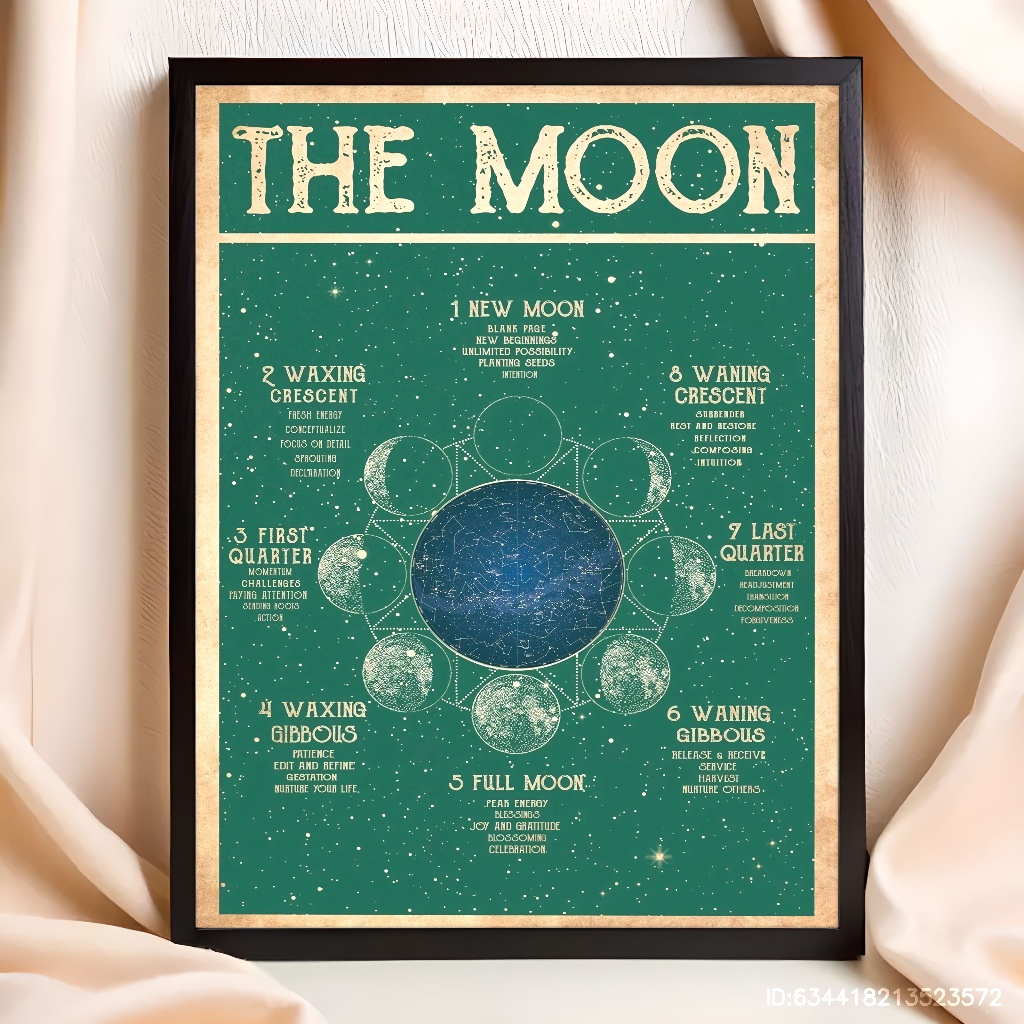 THE MOON
1 NEW MOON
BLANK PAGE
NEW BEGINNINGS
UNLIMITED POSSIBILITY
PLANTING SEEDS
INTENTION
2 WAXING
CRESCENT
FRESH ENERGY
CONCEPTUALIZE
FOCUS ON DETAIL
SPROUTING
DECLARATION
8 WANING
CRESCENT
SURRENDER
REST AND RESTORE
REFLECTION
COMPOSING
INTUITION
3 FIRST
QUARTER
MOMENTUM
CHALLENGES
PAYING ATTENTION
SENDING ROOTS
ACTION
7 LAST
QUARTER
BREAKDOWN
READJUSTMENT
TRANSITION
DECOMPOSITION
FORGIVENESS
4 WAXING
GIBBOUS
PATIENCE
EDIT AND REFINE
GESTATION
NURTURE YOUR LIFE
6 WANING
GIBBOUS
RELEASE & RECEIVE
SERVICE
HARVEST
NURTURE OTHERS
5 FULL MOON
PEAK ENERGY
BLESSINGS
JOY AND GRATITUDE
BLOSSOMING
CELEBRATION
ID:634418213523572